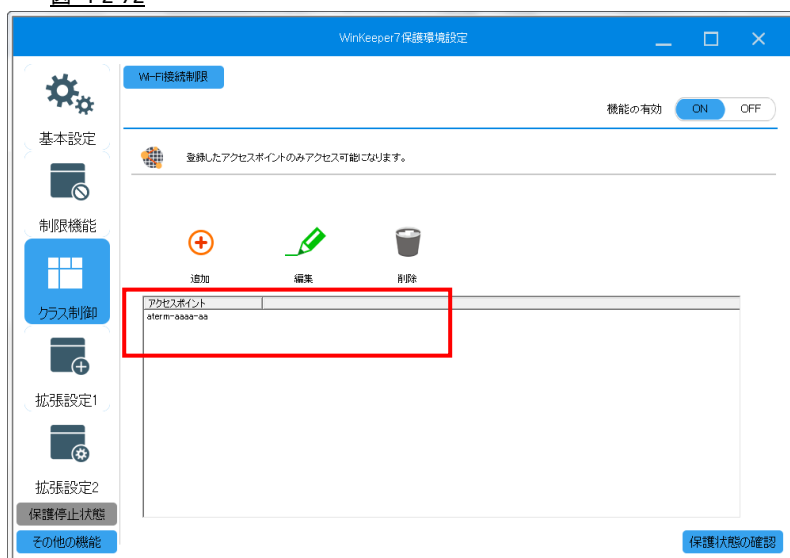 WinKeeper7保護環境設定
Wi-Fi接続制限
機能の有効 ON OFF
基本設定
登録したアクセスポイントのみアクセス可能になります。
制限機能
追加 編集 削除
クラス制御
アクセスポイント
aterm-aaaa-aa
拡張設定1
拡張設定2
保護停止状態
その他の機能
保護状態の確認